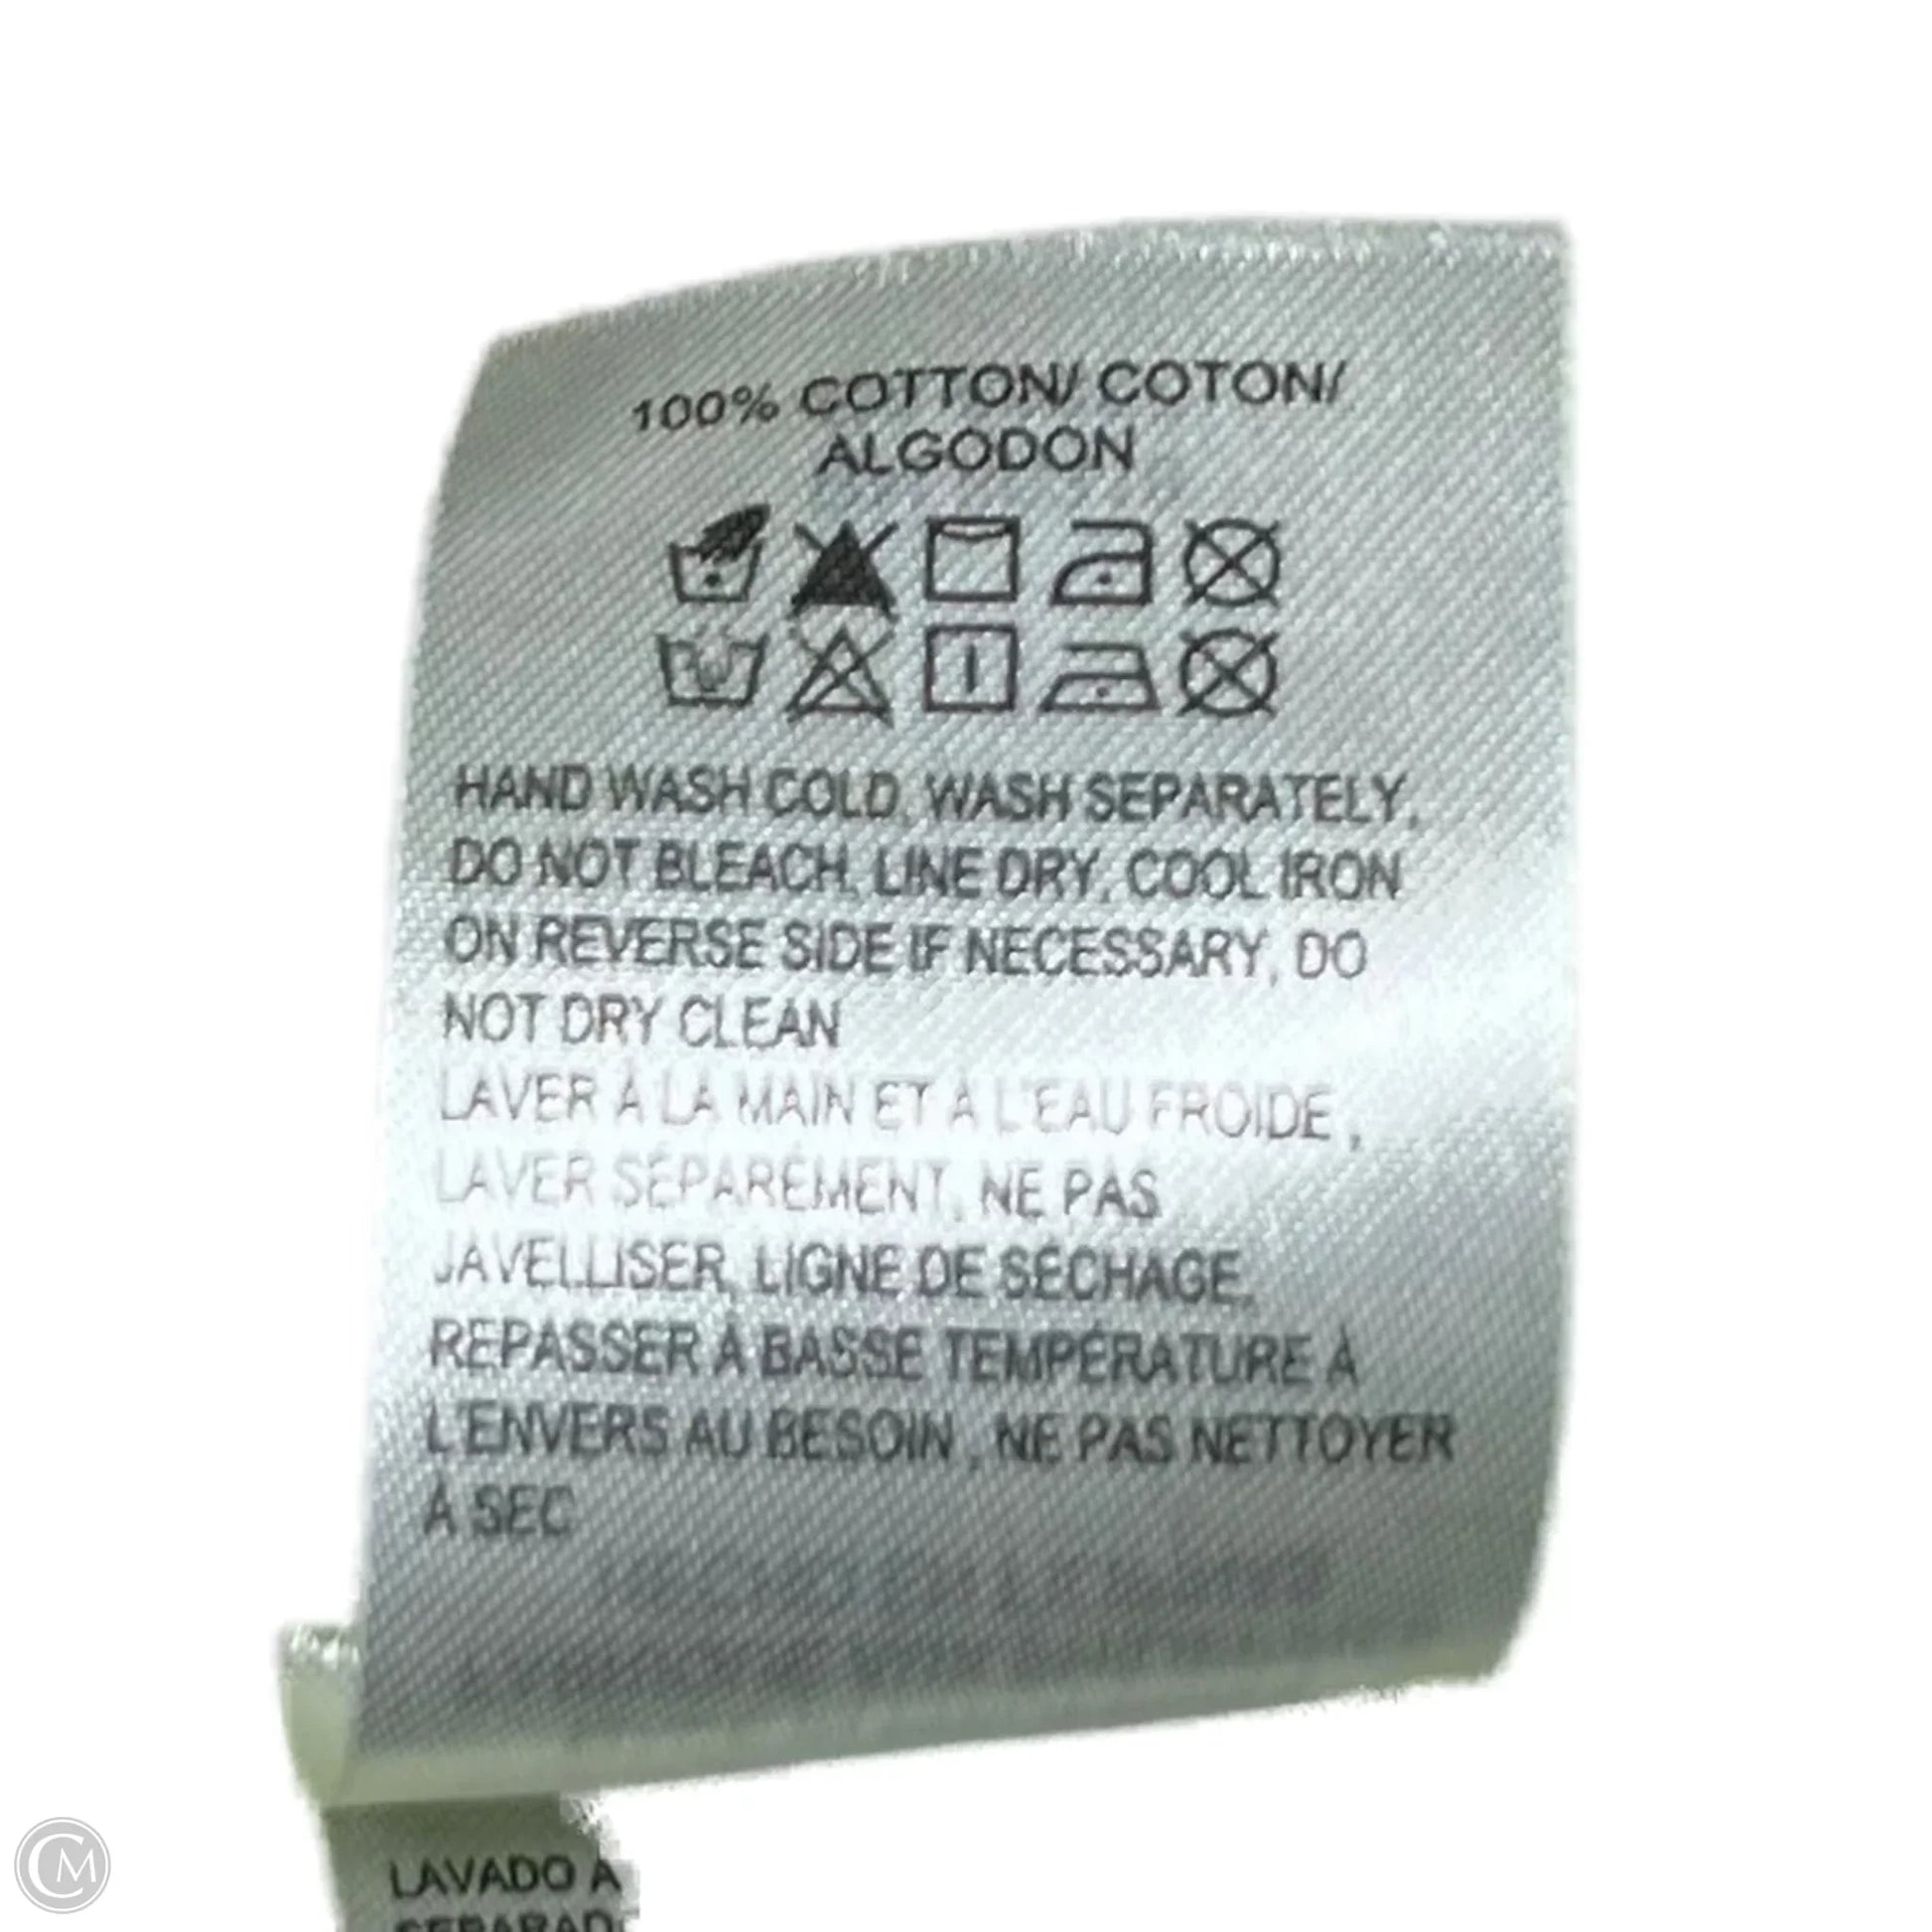 100% COTTON/ COTON/
ALGODON
HAND WASH COLD, WASH SEPARATELY,
DO NOT BLEACH, LINE DRY, COOL IRON
ON REVERSE SIDE IF NECESSARY, DO
NOT DRY CLEAN
LAVER À LA MAIN ET À L'EAU FROIDE ,
LAVER SÉPARÉMENT, NE PAS
JAVELLISER, LIGNE DE SÉCHAGE,
REPASSER À BASSE TEMPÉRATURE À
L'ENVERS AU BESOIN , NE PAS NETTOYER
À SEC
LAVADO A
SEPARAD
CM